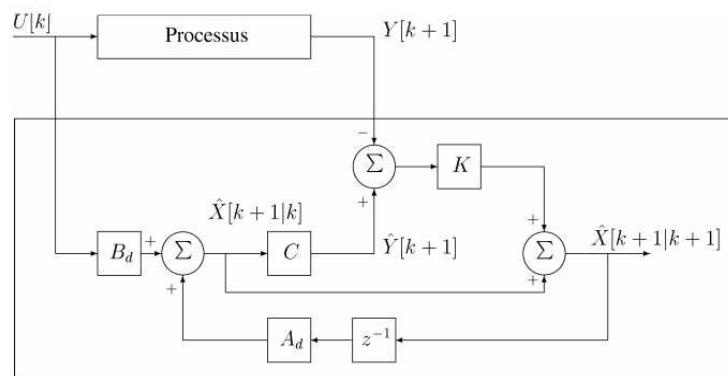 U[k]
Processus
Y[k + 1]
−
Σ
K
+
X̂[k + 1|k]
+
B_d
+
Σ
C
Ŷ[k + 1]
Σ
X̂[k + 1|k + 1]
+
+
A_d
z⁻¹